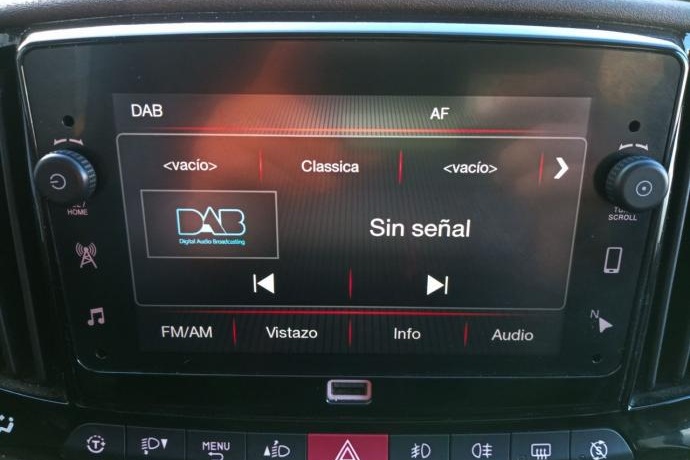 DAB AF
<vacío> Classica <vacío>
DAB
Digital Audio Broadcasting
Sin señal
HOME
SCROLL
FM/AM Vistazo Info Audio
N
MENU